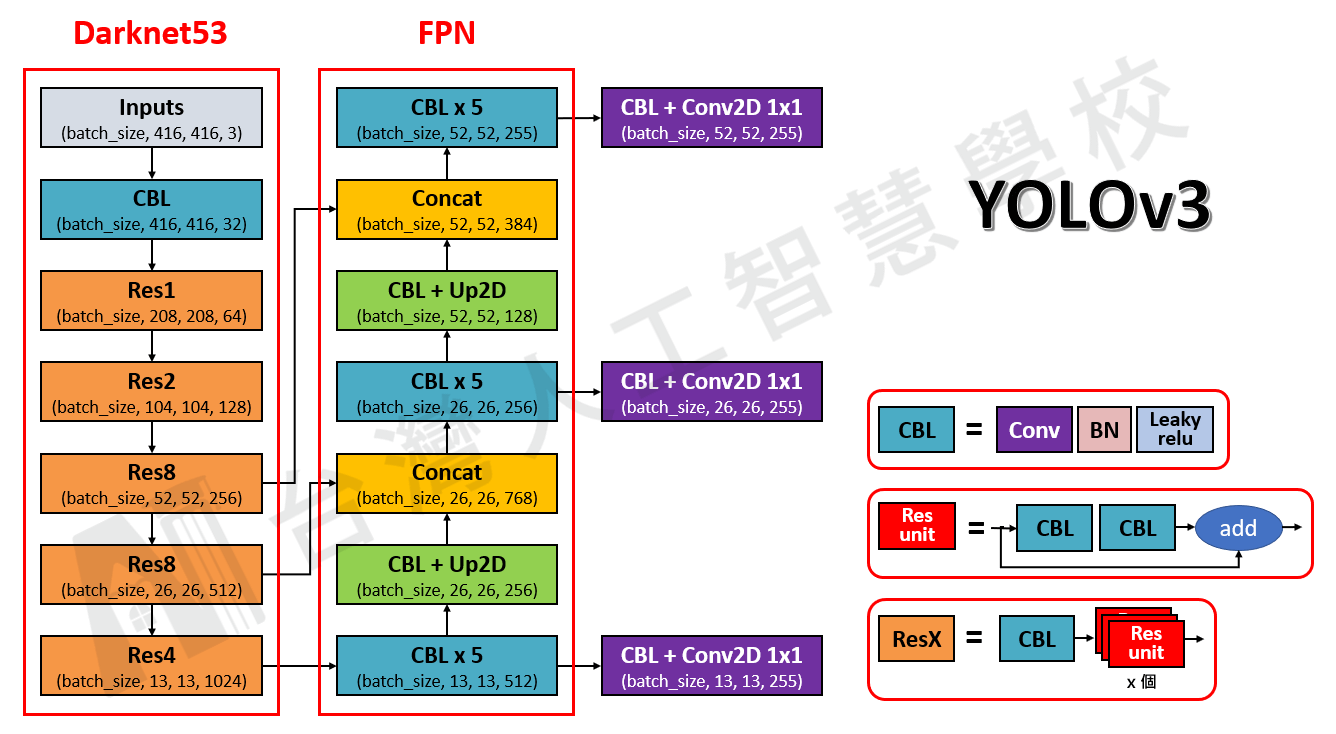 Darknet53
Inputs
(batch_size, 416, 416, 3)
CBL
(batch_size, 416, 416, 32)
Res1
(batch_size, 208, 208, 64)
Res2
(batch_size, 104, 104, 128)
Res8
(batch_size, 52, 52, 256)
Res8
(batch_size, 26, 26, 512)
Res4
(batch_size, 13, 13, 1024)
FPN
CBL x 5
(batch_size, 52, 52, 255)
Concat
(batch_size, 52, 52, 384)
CBL + Up2D
(batch_size, 52, 52, 128)
CBL x 5
(batch_size, 26, 26, 256)
Concat
(batch_size, 26, 26, 768)
CBL + Up2D
(batch_size, 26, 26, 256)
CBL x 5
(batch_size, 13, 13, 512)
CBL + Conv2D 1x1
(batch_size, 52, 52, 255)
CBL + Conv2D 1x1
(batch_size, 26, 26, 255)
CBL + Conv2D 1x1
(batch_size, 13, 13, 255)
YOLOv3
CBL = Conv BN Leaky
relu
Res
unit
= CBL CBL add
ResX = CBL Res
unit
x 個
台灣人工智慧學校